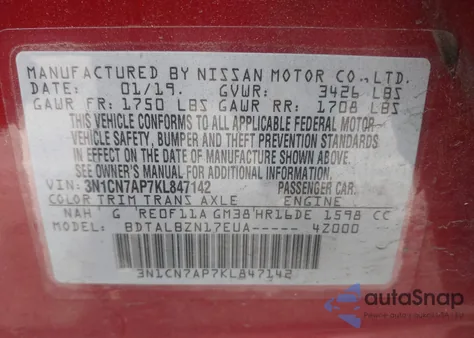 MANUFACTURED BY NISSAN MOTOR CO.,LTD.
DATE: 01/19. GVWR: 3426 LBS
GAWR FR: 1750 LBS GAWR RR: 1708 LBS
THIS VEHICLE CONFORMS TO ALL APPLICABLE FEDERAL MOTOR
VEHICLE SAFETY, BUMPER AND THEFT PREVENTION STANDARDS
IN EFFECT ON THE DATE OF MANUFACTURE SHOWN ABOVE.
SEE OWNER'S MANUAL FOR ADDITIONAL INFORMATION.
VIN: 3N1CN7AP7KL847142 PASSENGER CAR.
COLOR TRIM TRANS AXLE ENGINE
NAH G RE0F11A GM38 HR16DE 1598 CC
MODEL: BDTALBZN17EUA----- 4Z000
3N1CN7AP7KL847142
autoSnap
Powered by AutoBidMaster